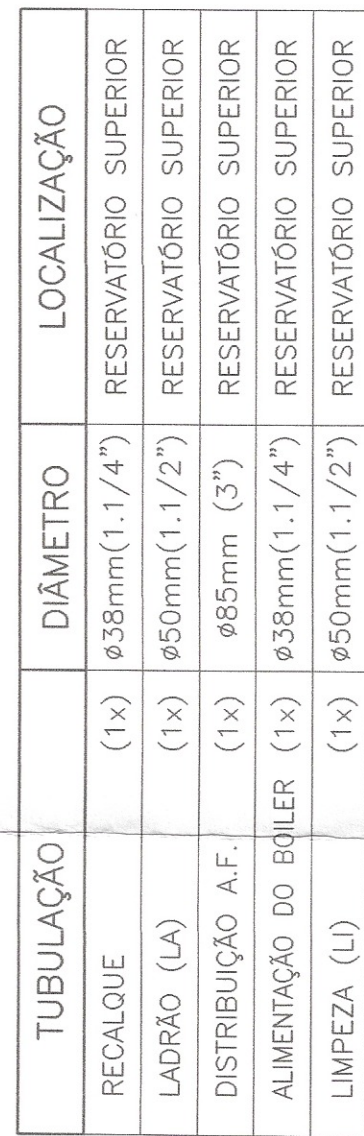 TUBULAÇÃO DIÂMETRO LOCALIZAÇÃO
RECALQUE (1x) ø38mm(1.1/4") RESERVATÓRIO SUPERIOR
LADRÃO (LA) (1x) ø50mm(1.1/2") RESERVATÓRIO SUPERIOR
DISTRIBUIÇÃO A.F. (1x) ø85mm (3") RESERVATÓRIO SUPERIOR
ALIMENTAÇÃO DO BOILER (1x) ø38mm(1.1/4") RESERVATÓRIO SUPERIOR
LIMPEZA (LI) (1x) ø50mm(1.1/2") RESERVATÓRIO SUPERIOR